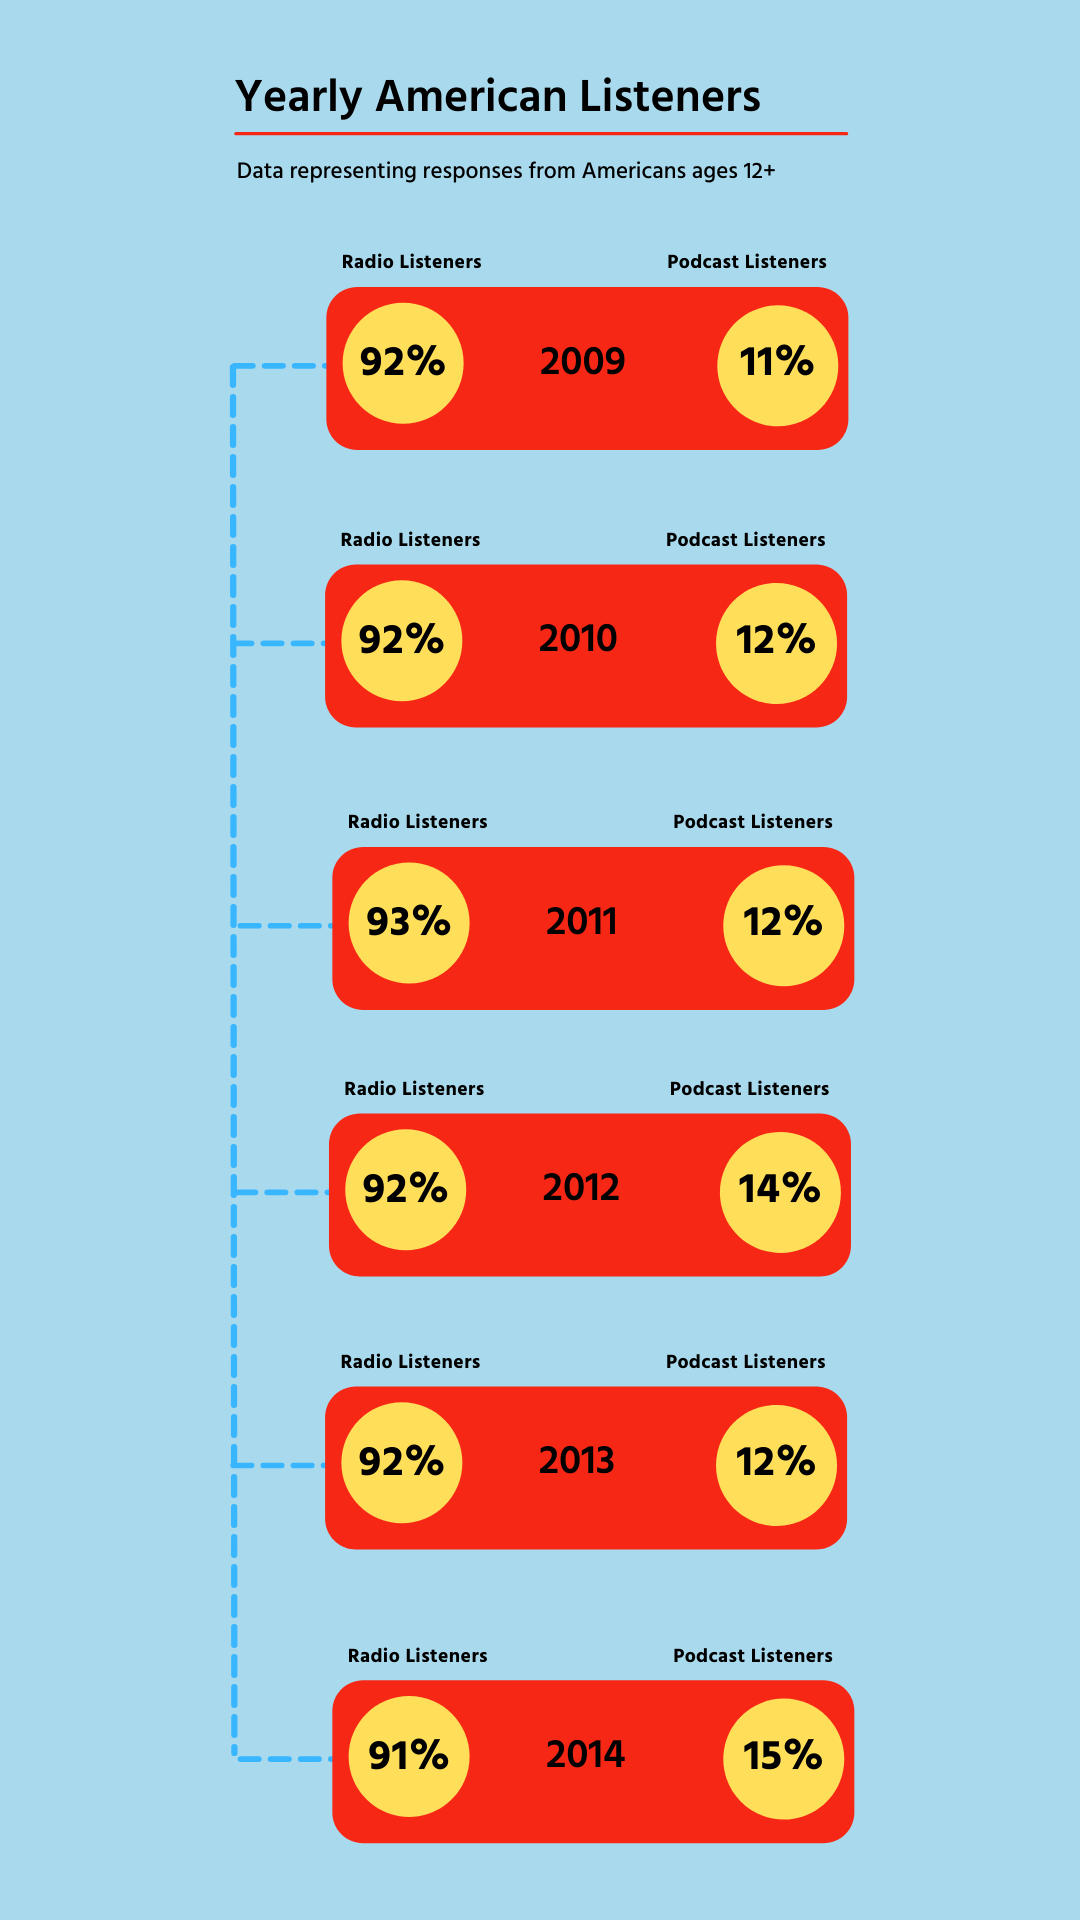 Yearly American Listeners
Data representing responses from Americans ages 12+
Radio Listeners Podcast Listeners
92% 2009 11%
Radio Listeners Podcast Listeners
92% 2010 12%
Radio Listeners Podcast Listeners
93% 2011 12%
Radio Listeners Podcast Listeners
92% 2012 14%
Radio Listeners Podcast Listeners
92% 2013 12%
Radio Listeners Podcast Listeners
91% 2014 15%